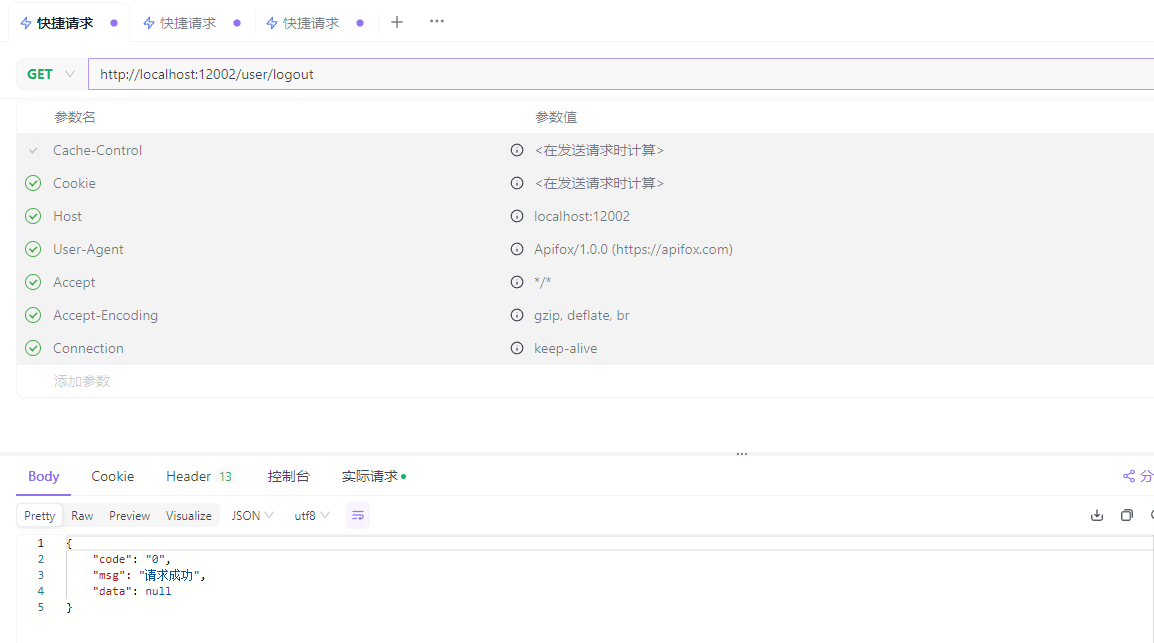 快捷请求 快捷请求 快捷请求
GET http://localhost:12002/user/logout
参数名 参数值
Cache-Control <在发送请求时计算>
Cookie <在发送请求时计算>
Host localhost:12002
User-Agent Apifox/1.0.0 (https://apifox.com)
Accept */*
Accept-Encoding gzip, deflate, br
Connection keep-alive
添加参数
Body Cookie Header 13 控制台 实际请求 分
Pretty Raw Preview Visualize JSON utf8
1 {
2 "code": "0",
3 "msg": "请求成功",
4 "data": null
5 }